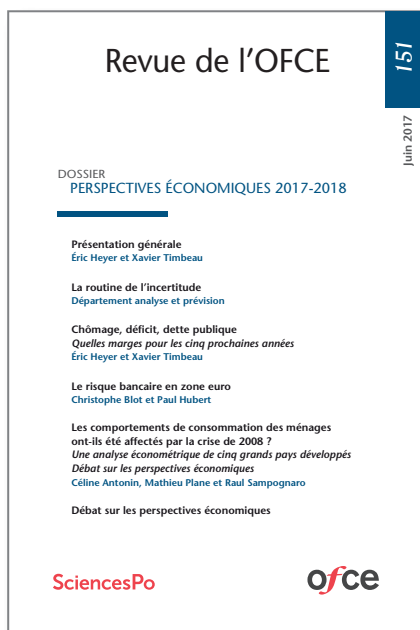 Revue de l'OFCE
151
Juin 2017
DOSSIER
PERSPECTIVES ÉCONOMIQUES 2017-2018
Présentation générale
Éric Heyer et Xavier Timbeau
La routine de l'incertitude
Département analyse et prévision
Chômage, déficit, dette publique
Quelles marges pour les cinq prochaines années
Éric Heyer et Xavier Timbeau
Le risque bancaire en zone euro
Christophe Blot et Paul Hubert
Les comportements de consommation des ménages
ont-ils été affectés par la crise de 2008 ?
Une analyse économétrique de cinq grands pays développés
Débat sur les perspectives économiques
Céline Antonin, Mathieu Plane et Raul Sampognaro
Débat sur les perspectives économiques
SciencesPo
ofce